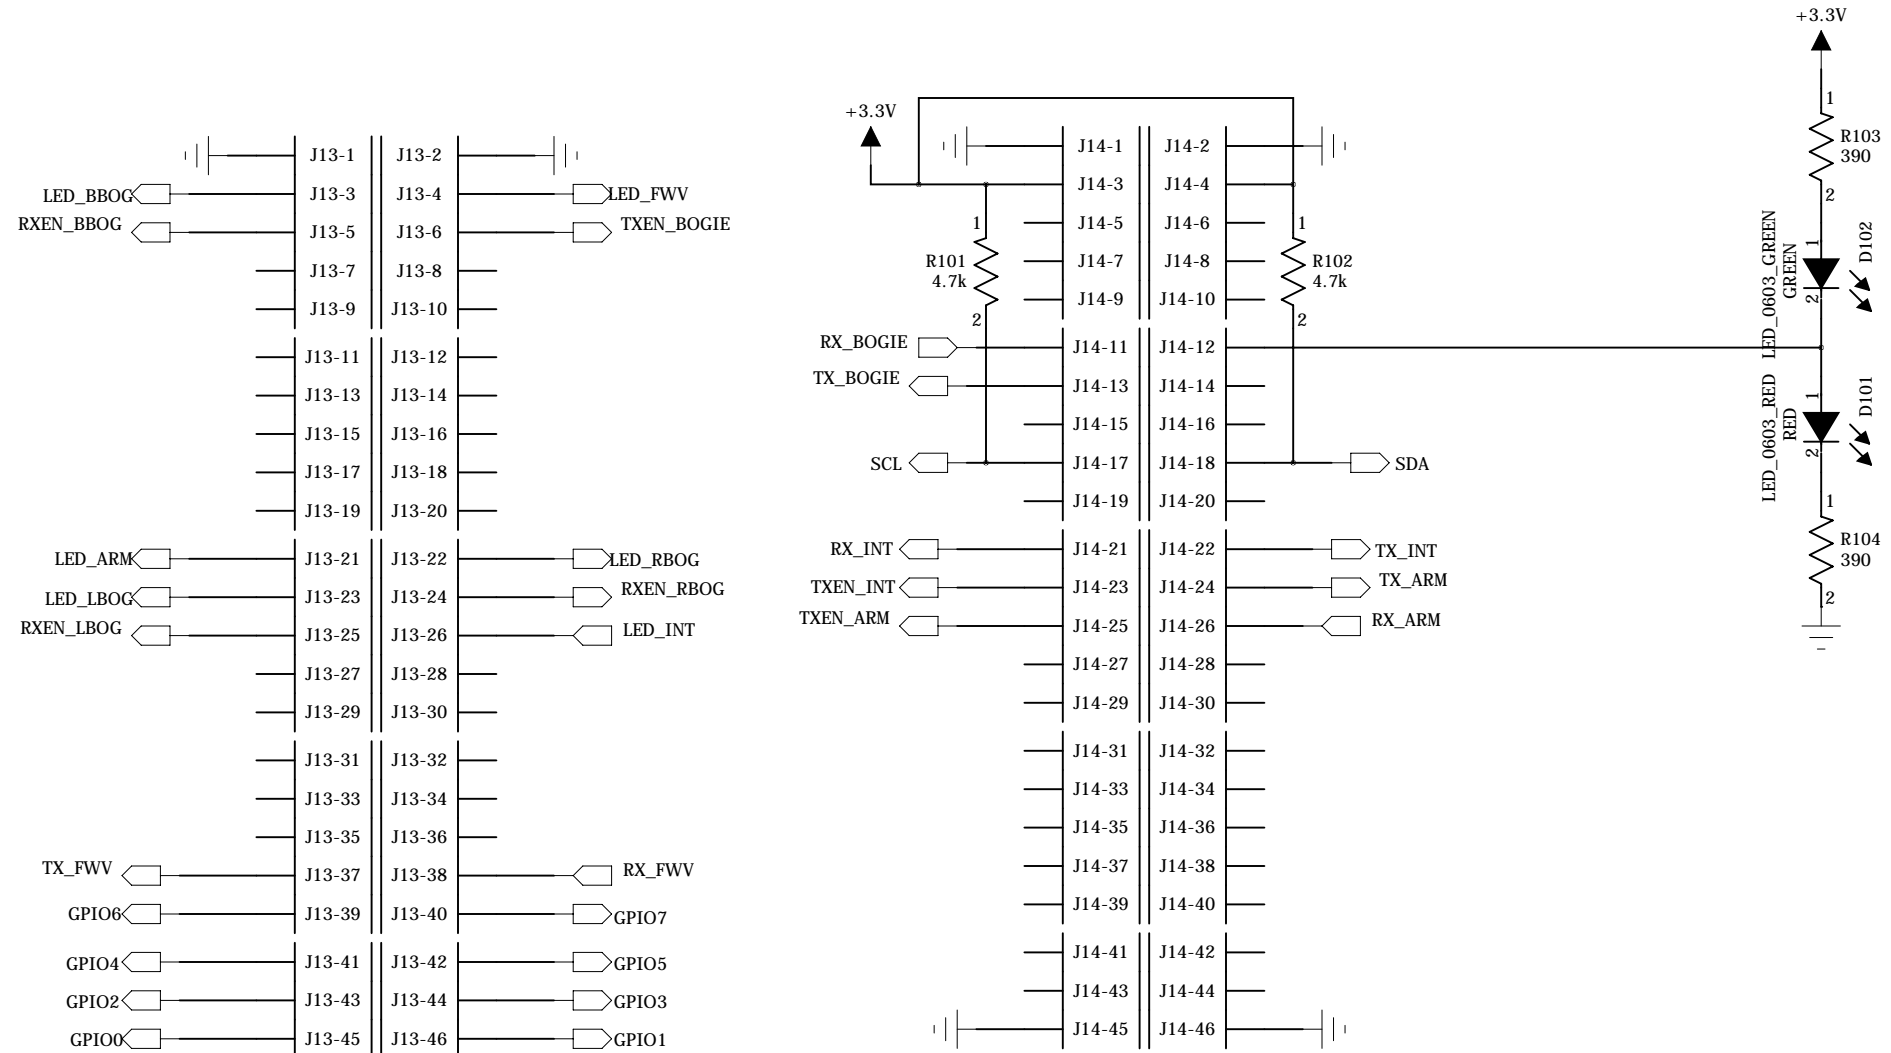 +3.3V
+3.3V
J13-1 J13-2
LED_BBOG J13-3 J13-4 LED_FWV
RXEN_BBOG J13-5 J13-6 TXEN_BOGIE
J13-7 J13-8
J13-9 J13-10
J13-11 J13-12
J13-13 J13-14
J13-15 J13-16
J13-17 J13-18
J13-19 J13-20
LED_ARM J13-21 J13-22 LED_RBOG
LED_LBOG J13-23 J13-24 RXEN_RBOG
RXEN_LBOG J13-25 J13-26 LED_INT
J13-27 J13-28
J13-29 J13-30
J13-31 J13-32
J13-33 J13-34
J13-35 J13-36
TX_FWV J13-37 J13-38 RX_FWV
GPIO6 J13-39 J13-40 GPIO7
GPIO4 J13-41 J13-42 GPIO5
GPIO2 J13-43 J13-44 GPIO3
GPIO0 J13-45 J13-46 GPIO1
J14-1 J14-2
J14-3 J14-4
1 J14-5 J14-6 1
R101 J14-7 J14-8 R102
4.7k 4.7k
J14-9 J14-10
2 2
RX_BOGIE J14-11 J14-12
TX_BOGIE J14-13 J14-14
J14-15 J14-16
SCL J14-17 J14-18 SDA
J14-19 J14-20
RX_INT J14-21 J14-22 TX_INT
TXEN_INT J14-23 J14-24 TX_ARM
TXEN_ARM J14-25 J14-26 RX_ARM
J14-27 J14-28
J14-29 J14-30
J14-31 J14-32
J14-33 J14-34
J14-35 J14-36
J14-37 J14-38
J14-39 J14-40
J14-41 J14-42
J14-43 J14-44
J14-45 J14-46
1
R103
390
2
LED_0603_GREEN
GREEN
1
2
D102
LED_0603_RED
RED
1
2
D101
1
R104
390
2